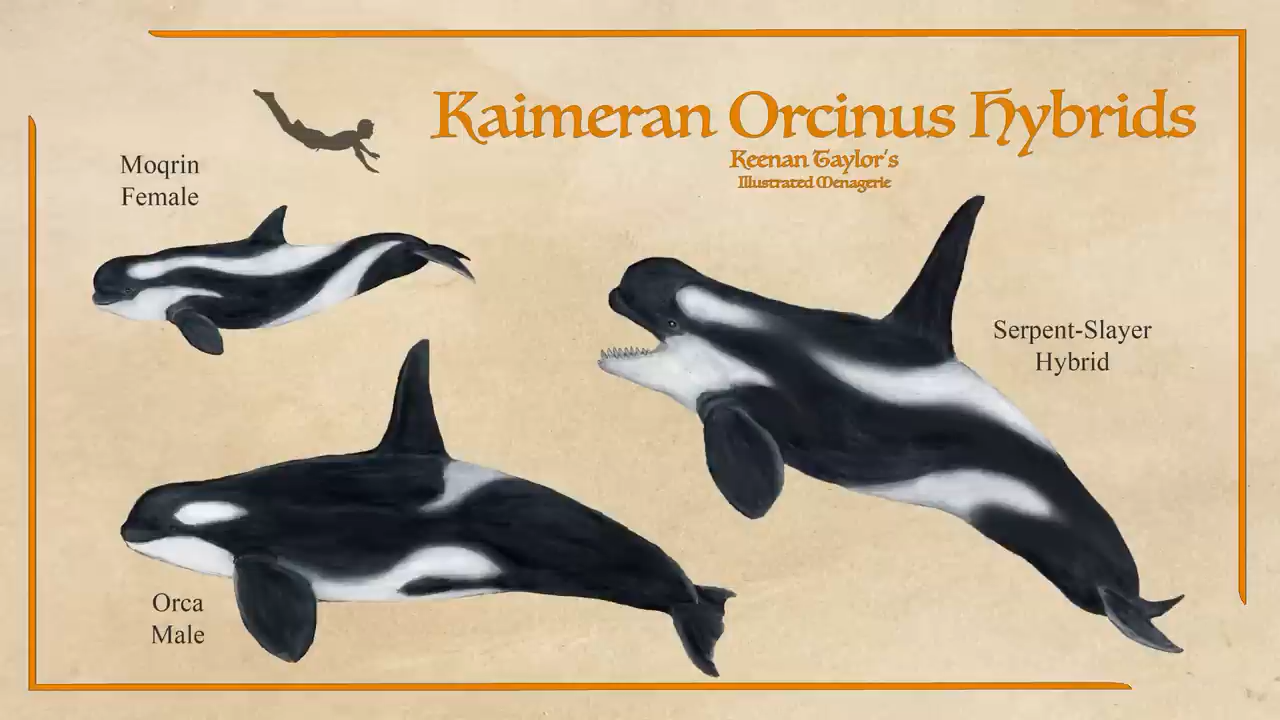 Kaimeran Orcinus Hybrids
Keenan Taylor's
Illustrated Menagerie
Moqrin
Female
Serpent-Slayer
Hybrid
Orca
Male